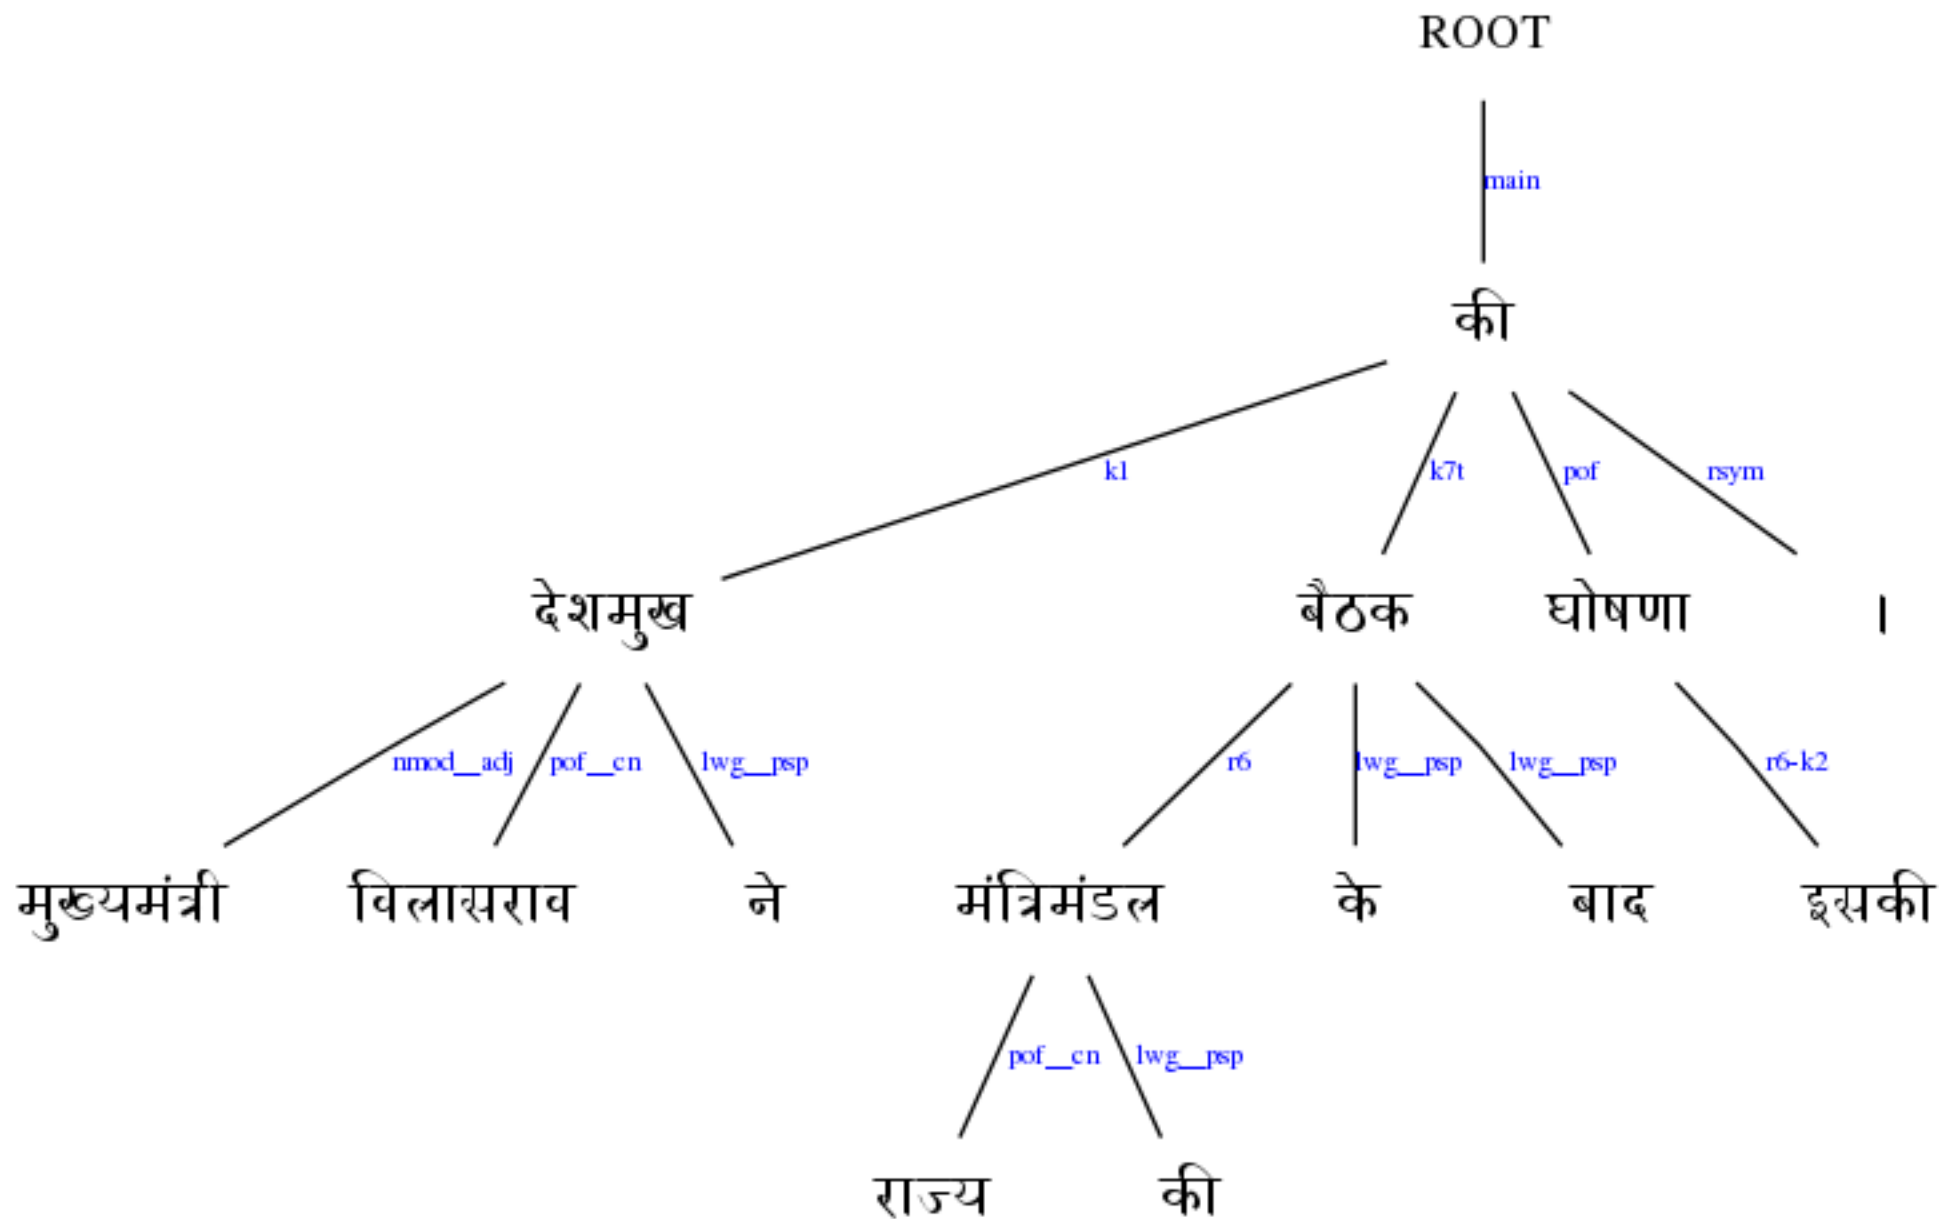 ROOT
main
की
k1 k7t pof rsym
देशमुख बैठक घोषणा ।
nmod__adj pof__cn lwg__psp r6 lwg__psp lwg__psp r6-k2
मुख्यमंत्री विलासराव ने मंत्रिमंडल के बाद इसकी
pof__cn lwg__psp
राज्य की